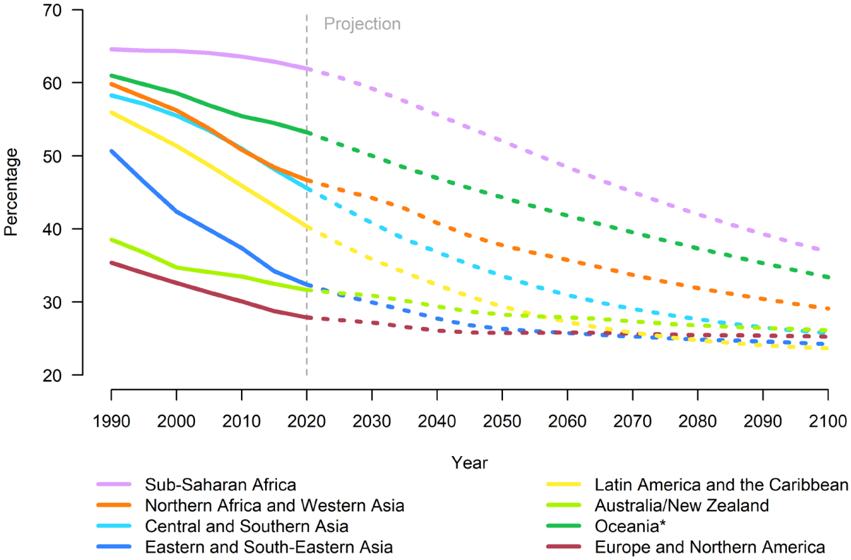 70
60
50
40
30
20
Percentage
Projection
1990 2000 2010 2020 2030 2040 2050 2060 2070 2080 2090 2100
Year
Sub-Saharan Africa
Northern Africa and Western Asia
Central and Southern Asia
Eastern and South-Eastern Asia
Latin America and the Caribbean
Australia/New Zealand
Oceania*
Europe and Northern America